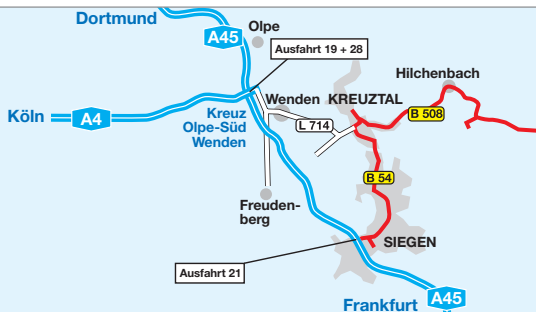 Dortmund
A45
Olpe
Ausfahrt 19 + 28
Hilchenbach
Köln
A4
Kreuz
Olpe-Süd
Wenden
Wenden
KREUZTAL
L 714
B 508
B 54
Freuden-
berg
SIEGEN
Ausfahrt 21
Frankfurt
A45